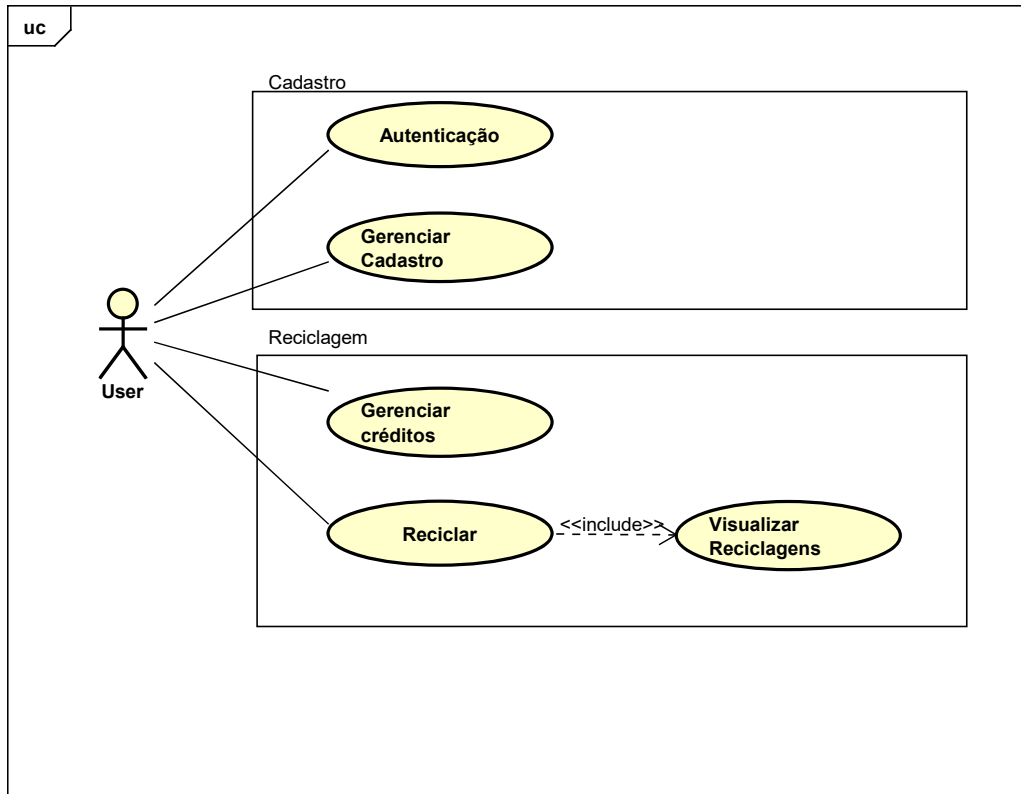 uc
Cadastro
Autenticação
Gerenciar
Cadastro
User
Reciclagem
Gerenciar
créditos
Reciclar
<<include>>
Visualizar
Reciclagens